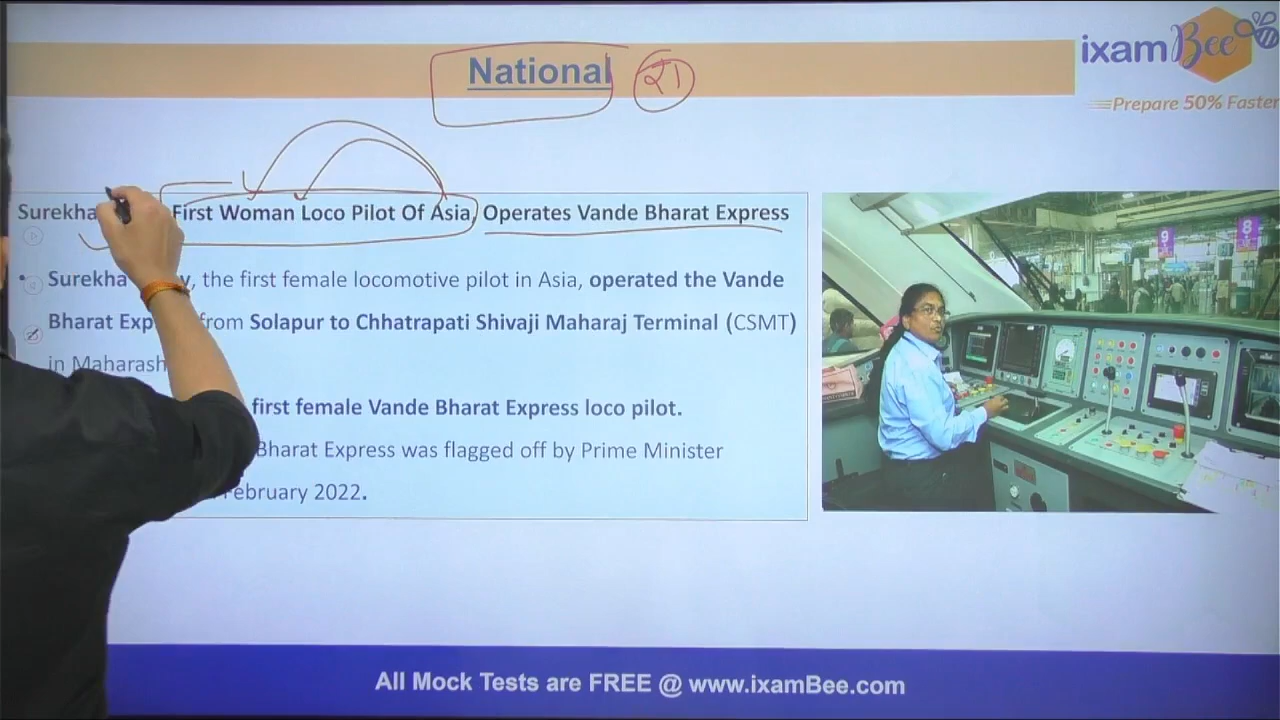 National
२१
ixamBee
Prepare 50% Faster
Surekha First Woman Loco Pilot Of Asia, Operates Vande Bharat Express
Surekha y, the first female locomotive pilot in Asia, operated the Vande
Bharat Exp from Solapur to Chhatrapati Shivaji Maharaj Terminal (CSMT)
in Maharash
first female Vande Bharat Express loco pilot.
Bharat Express was flagged off by Prime Minister
February 2022.
9
8
All Mock Tests are FREE @ www.ixamBee.com